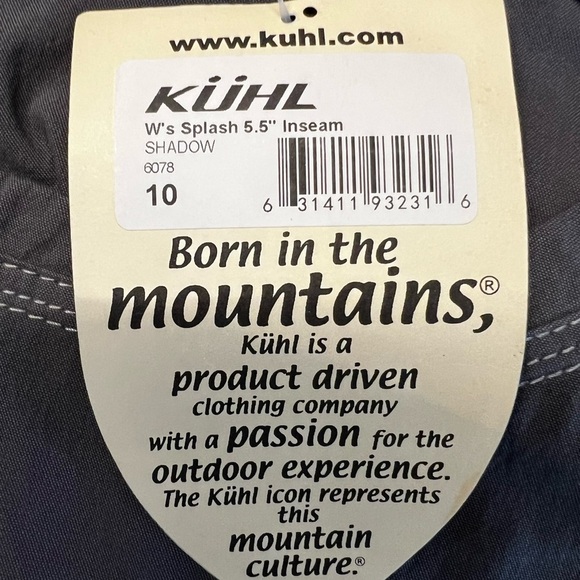 www.kuhl.com
KÜHL
W's Splash 5.5" Inseam
SHADOW
6078
10
6 31411 93231 6
Born in the
mountains,®
Kühl is a
product driven
clothing company
with a passion for the
outdoor experience.
The Kühl icon represents
this
mountain
culture.®